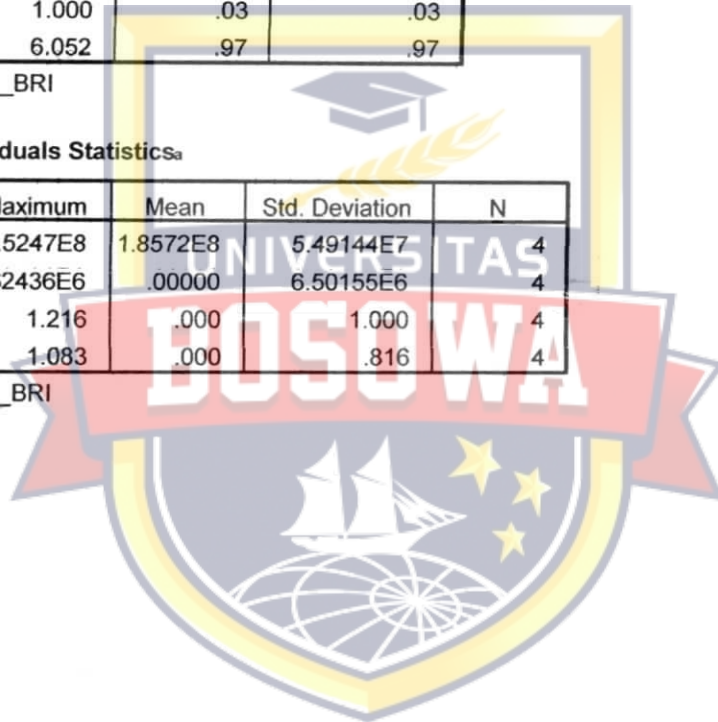 1.000 .03 .03
6.052 .97 .97
_BRI
duals Statisticsa
Maximum Mean Std. Deviation N
5247E8 1.8572E8 5.49144E7 4
2436E6 .00000 6.50155E6 4
1.216 .000 1.000 4
1.083 .000 .816 4
_BRI
UNIVERSITAS
BOSOWA